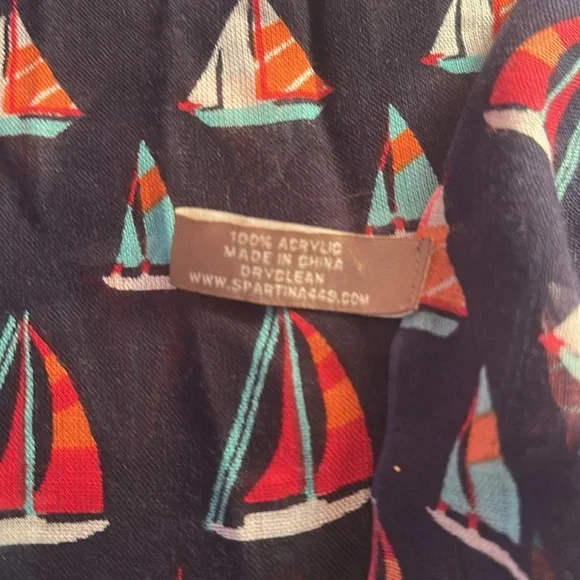 100% ACRYLIC
MADE IN CHINA
DRYCLEAN
WWW.SPARTINA449.COM